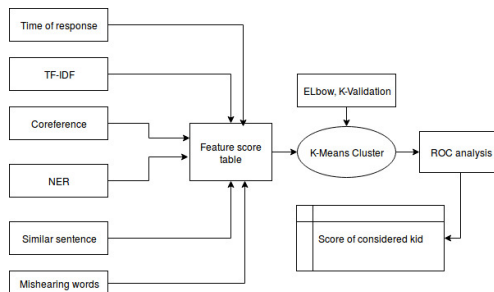 Time of response
TF-IDF
Coreference
NER
Similar sentence
Mishearing words
Feature score
table
ELbow, K-Validation
K-Means Cluster
ROC analysis
Score of considered kid